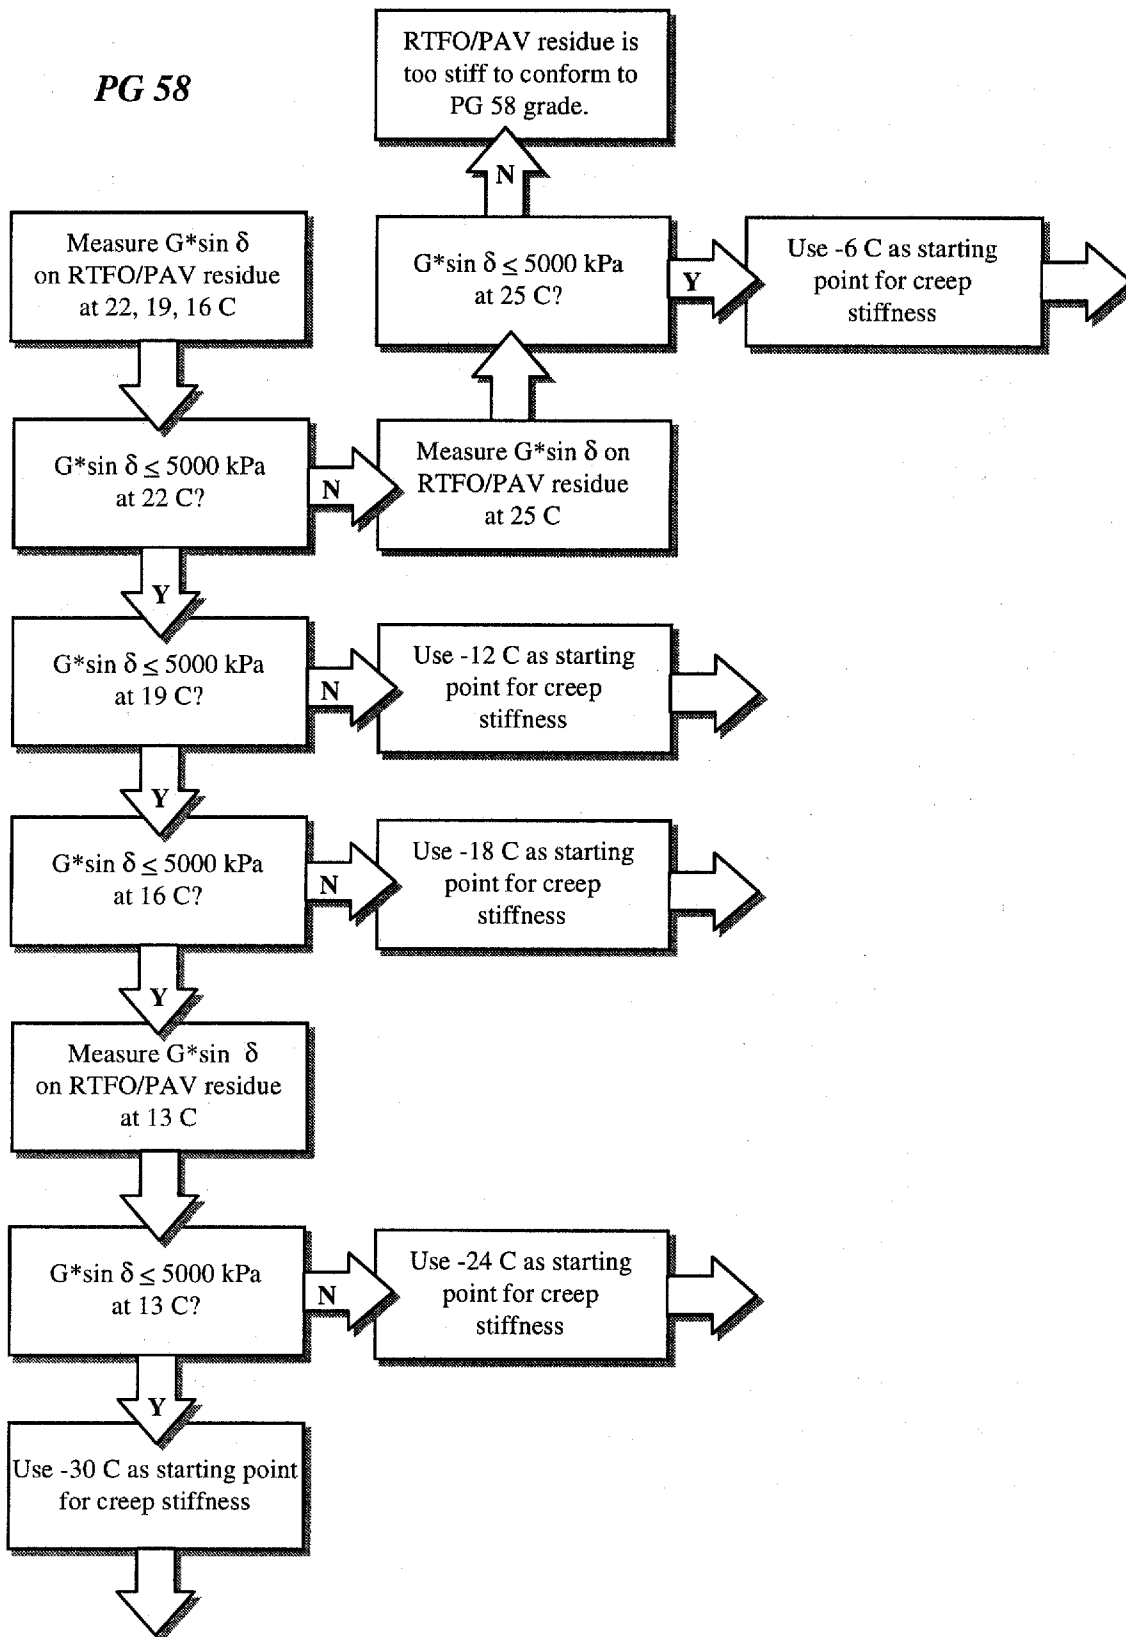 PG 58
RTFO/PAV residue is
too stiff to conform to
PG 58 grade.
N
Measure G*sin δ
on RTFO/PAV residue
at 22, 19, 16 C
G*sin δ ≤ 5000 kPa
at 25 C?
Y
Use -6 C as starting
point for creep
stiffness
G*sin δ ≤ 5000 kPa
at 22 C?
N
Measure G*sin δ on
RTFO/PAV residue
at 25 C
Y
G*sin δ ≤ 5000 kPa
at 19 C?
N
Use -12 C as starting
point for creep
stiffness
Y
G*sin δ ≤ 5000 kPa
at 16 C?
N
Use -18 C as starting
point for creep
stiffness
Y
Measure G*sin δ
on RTFO/PAV residue
at 13 C
G*sin δ ≤ 5000 kPa
at 13 C?
N
Use -24 C as starting
point for creep
stiffness
Y
Use -30 C as starting point
for creep stiffness